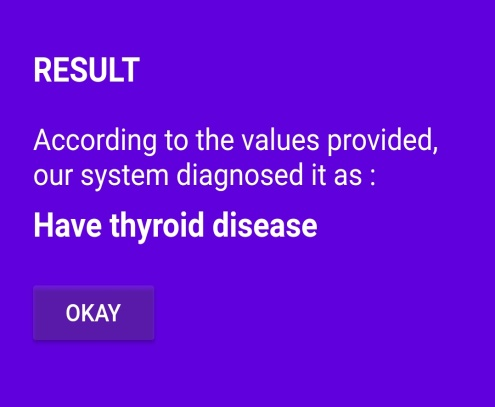 RESULT
According to the values provided,
our system diagnosed it as :
Have thyroid disease
OKAY